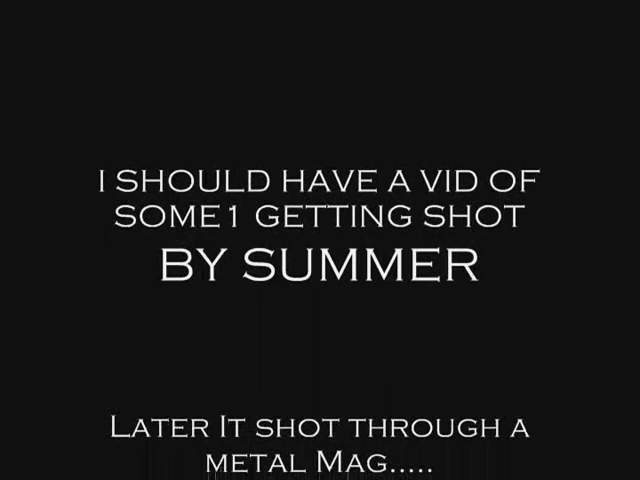 I SHOULD HAVE A VID OF
SOME1 GETTING SHOT
BY SUMMER
LATER IT SHOT THROUGH A
METAL MAG.....